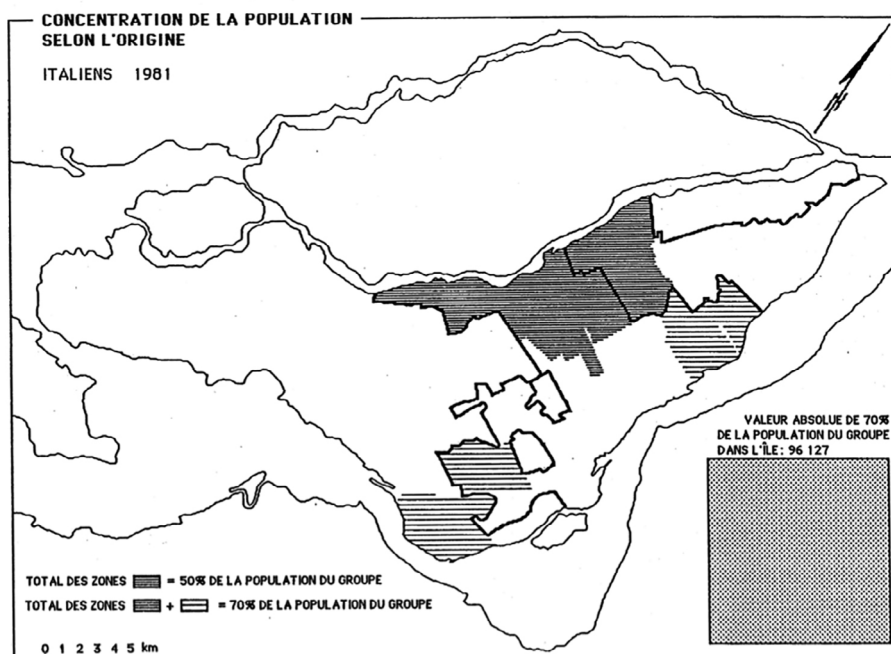 CONCENTRATION DE LA POPULATION
SELON L'ORIGINE
ITALIENS 1981
VALEUR ABSOLUE DE 70%
DE LA POPULATION DU GROUPE
DANS L'ÎLE: 96 127
TOTAL DES ZONES = 50% DE LA POPULATION DU GROUPE
TOTAL DES ZONES + = 70% DE LA POPULATION DU GROUPE
0 1 2 3 4 5 km